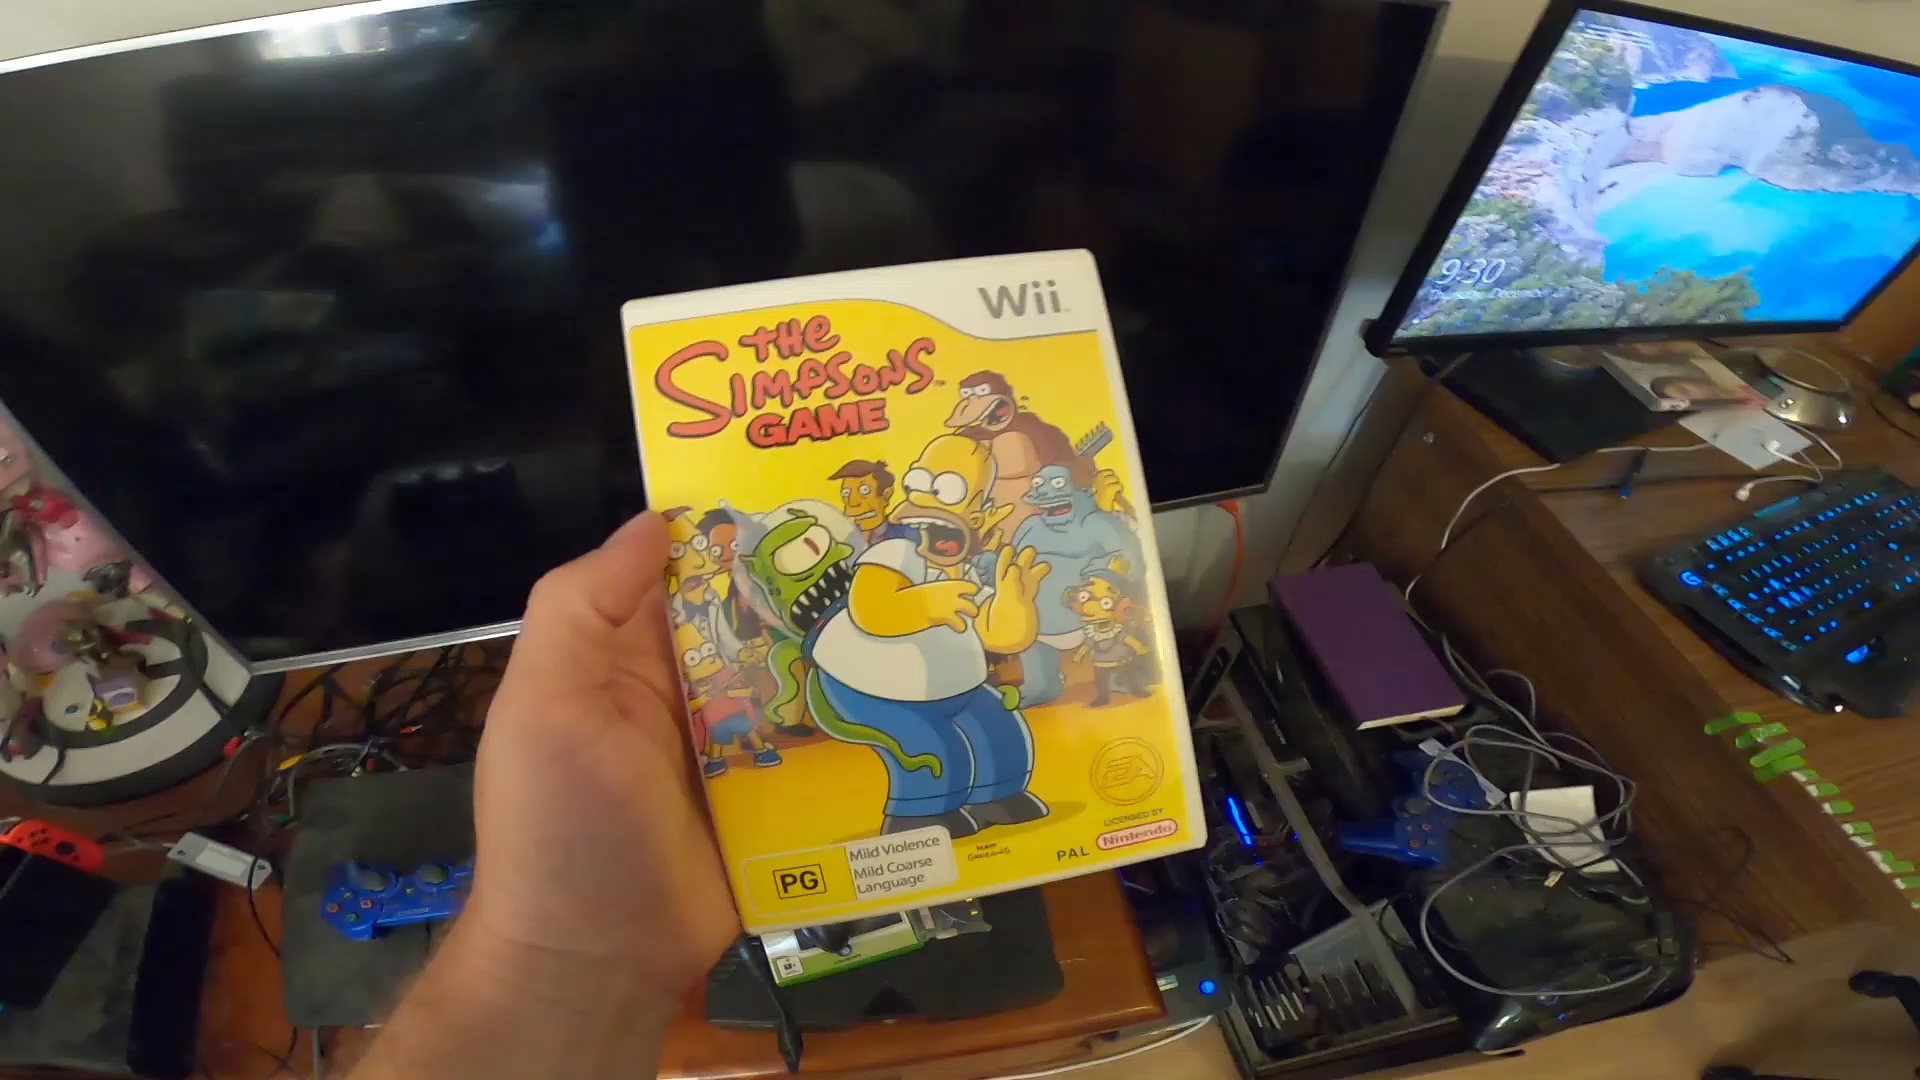 Wii
THE
SIMPSONS
GAME
9:30
EA
LICENSED BY
Nintendo
PAL
MATT
GROENING
PG
Mild Violence
Mild Coarse
Language